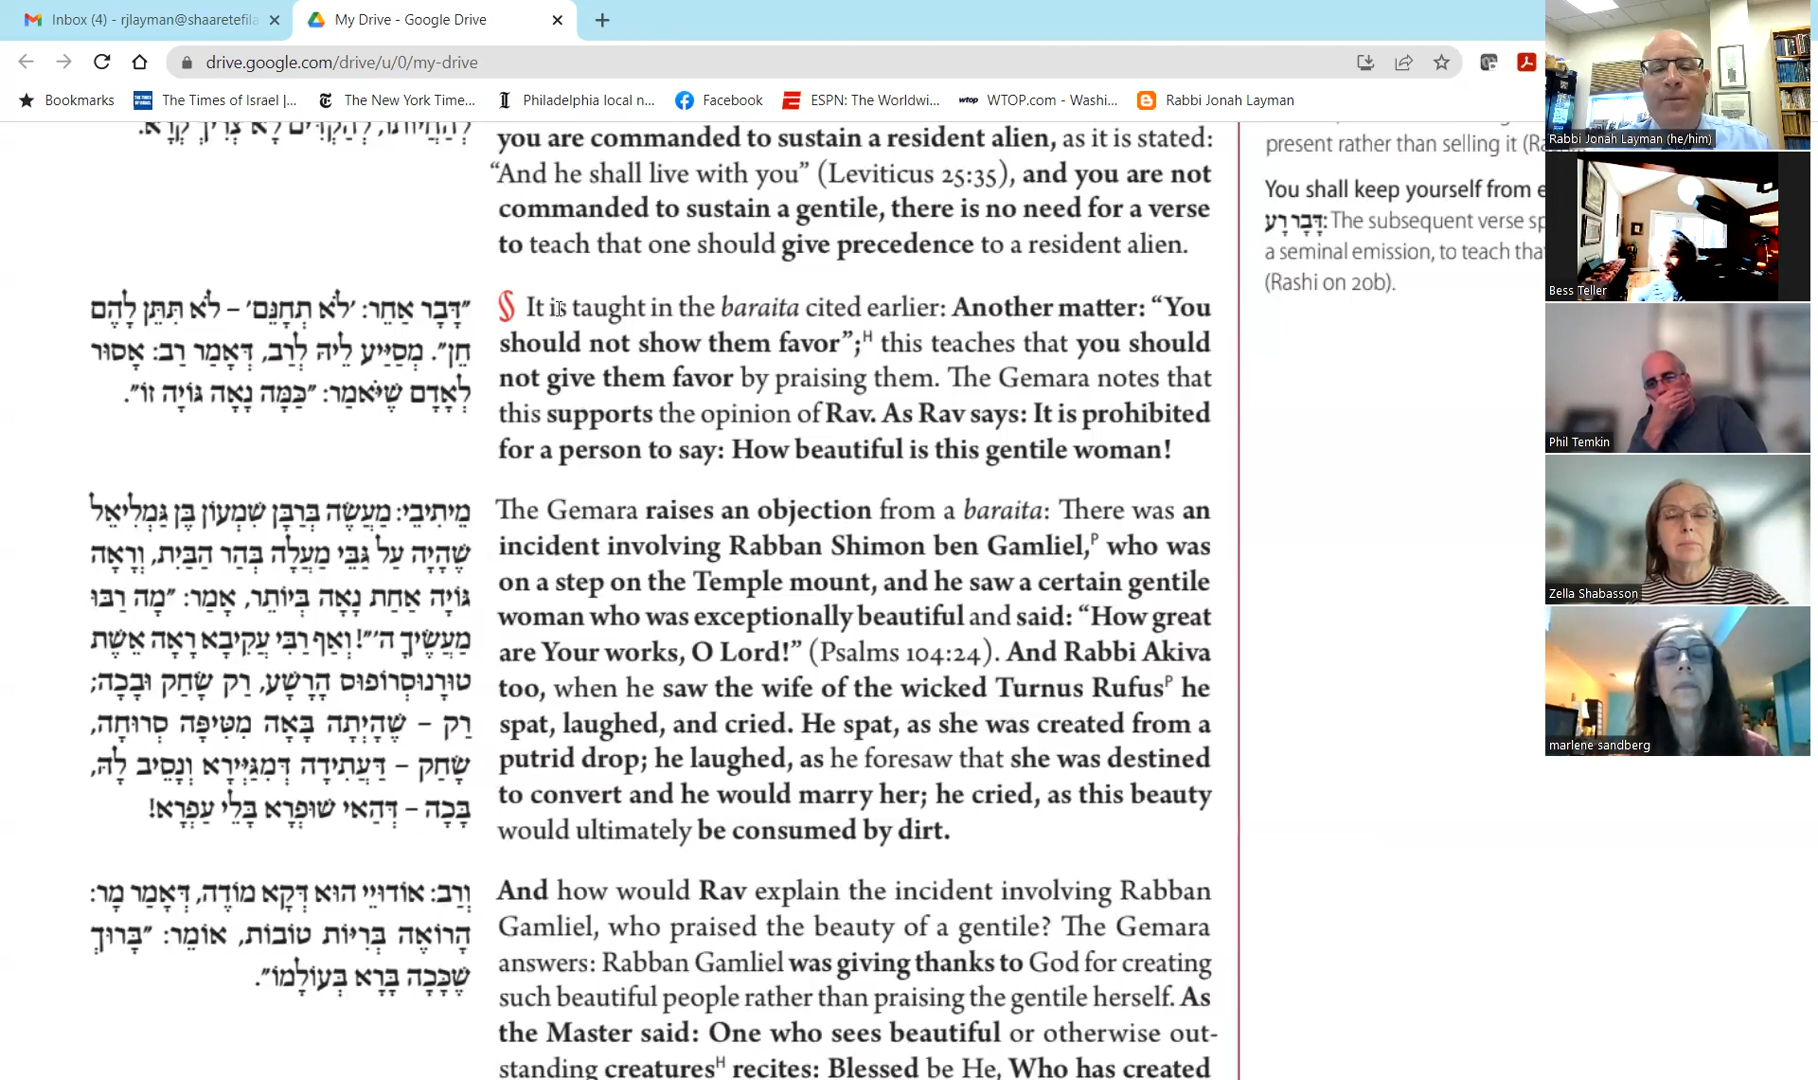 Inbox (4) - rjlayman@shaaretefila
My Drive - Google Drive
drive.google.com/drive/u/0/my-drive
Bookmarks
The Times of Israel |...
The New York Time...
Philadelphia local n...
Facebook
ESPN: The Worldwi...
WTOP.com - Washi...
Rabbi Jonah Layman
לְהַחֲיוֹתוֹ, לְהַקְדִּים לָא צְרִיךְ קְרָא.
you are commanded to sustain a resident alien, as it is stated:
“And he shall live with you” (Leviticus 25:35), and you are not
commanded to sustain a gentile, there is no need for a verse
to teach that one should give precedence to a resident alien.
״דָּבָר אַחֵר: ׳לֹא תְחָנֵּם׳ – לֹא תִּתֵּן לָהֶם
חֵן״. מְסַיַּיע לֵיהּ לְרַב, דְּאָמַר רַב: אָסוּר
לְאָדָם שֶׁיֹּאמַר: ״כַּמָּה נָאָה גּוֹיָה זוֹ״.
It is taught in the baraita cited earlier: Another matter: “You
should not show them favor”;H this teaches that you should
not give them favor by praising them. The Gemara notes that
this supports the opinion of Rav. As Rav says: It is prohibited
for a person to say: How beautiful is this gentile woman!
מֵיתִיבֵי: מַעֲשֶׂה בְּרַבָּן שִׁמְעוֹן בֶּן גַּמְלִיאֵל
שֶׁהָיָה עַל גַּבֵּי מַעֲלָה בְּהַר הַבַּיִת, וְרָאָה
גּוֹיָה אַחַת נָאָה בְּיוֹתֵר, אָמַר: ״מָה רַבּוּ
מַעֲשֶׂיךָ ה׳״! וְאַף רַבִּי עֲקִיבָא רָאָה אֵשֶׁת
טוּרָנוּסְרוֹפוּס הָרָשָׁע, רַק שָׂחַק וּבָכָה;
רַק – שֶׁהָיְתָה בָּאָה מִטִּיפָּה סְרוּחָה,
שָׂחַק – דַּעֲתִידָה דְּמִגַּיְּירָא וְנָסֵיב לָהּ,
בָּכָה – דְּהַאי שׁוּפְרָא בָּלֵי עַפְרָא!
The Gemara raises an objection from a baraita: There was an
incident involving Rabban Shimon ben Gamliel,P who was
on a step on the Temple mount, and he saw a certain gentile
woman who was exceptionally beautiful and said: “How great
are Your works, O Lord!” (Psalms 104:24). And Rabbi Akiva
too, when he saw the wife of the wicked Turnus RufusP he
spat, laughed, and cried. He spat, as she was created from a
putrid drop; he laughed, as he foresaw that she was destined
to convert and he would marry her; he cried, as this beauty
would ultimately be consumed by dirt.
וְרַב: אוֹדוֹיֵי הוּא דְּקָא מוֹדֶה, דְּאָמַר מָר:
הָרוֹאֶה בְּרִיּוֹת טוֹבוֹת, אוֹמֵר: ״בָּרוּךְ
שֶׁכָּכָה בָּרָא בְּעוֹלָמוֹ״.
And how would Rav explain the incident involving Rabban
Gamliel, who praised the beauty of a gentile? The Gemara
answers: Rabban Gamliel was giving thanks to God for creating
such beautiful people rather than praising the gentile herself. As
the Master said: One who sees beautiful or otherwise out-
standing creaturesH recites: Blessed be He, Who has created
present rather than selling it (R
You shall keep yourself from e
דָּבָר רָע: The subsequent verse sp
a seminal emission, to teach tha
(Rashi on 20b).
Rabbi Jonah Layman (he/him)
Bess Teller
Phil Temkin
Zella Shabasson
marlene sandberg